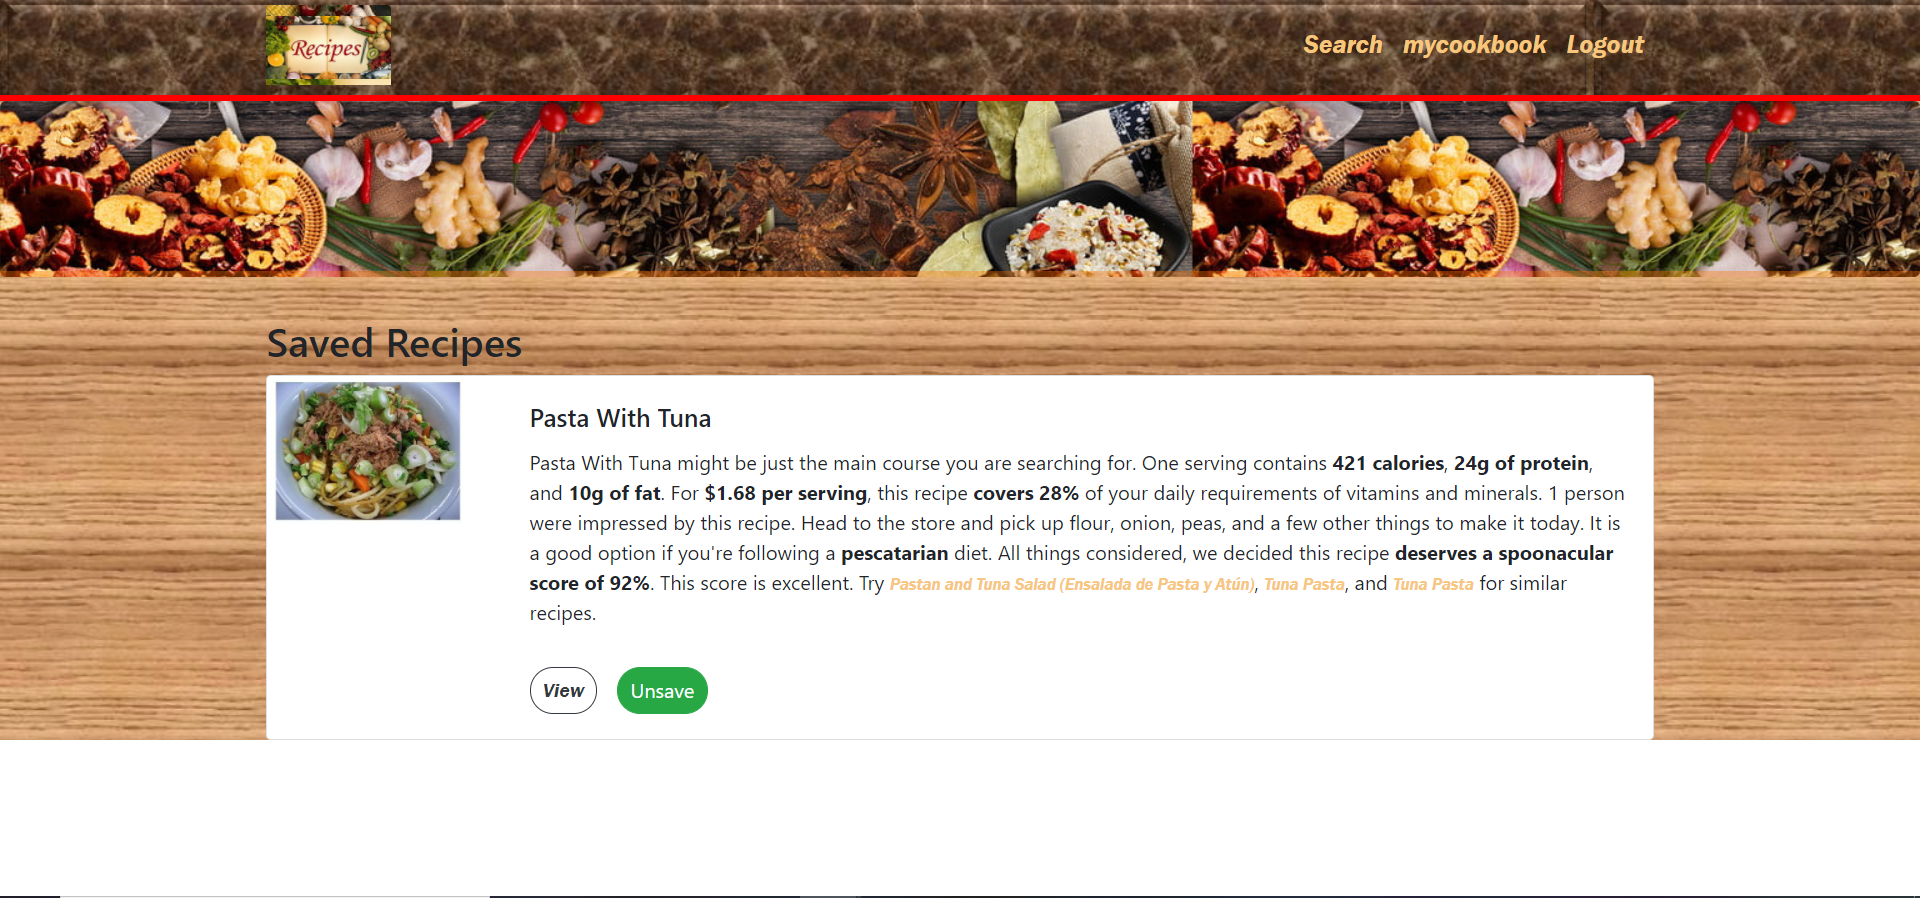 Recipes
Search mycookbook Logout
Saved Recipes
Pasta With Tuna
Pasta With Tuna might be just the main course you are searching for. One serving contains 421 calories, 24g of protein,
and 10g of fat. For $1.68 per serving, this recipe covers 28% of your daily requirements of vitamins and minerals. 1 person
were impressed by this recipe. Head to the store and pick up flour, onion, peas, and a few other things to make it today. It is
a good option if you're following a pescatarian diet. All things considered, we decided this recipe deserves a spoonacular
score of 92%. This score is excellent. Try Pastan and Tuna Salad (Ensalada de Pasta y Atún), Tuna Pasta, and Tuna Pasta for similar
recipes.
View Unsave